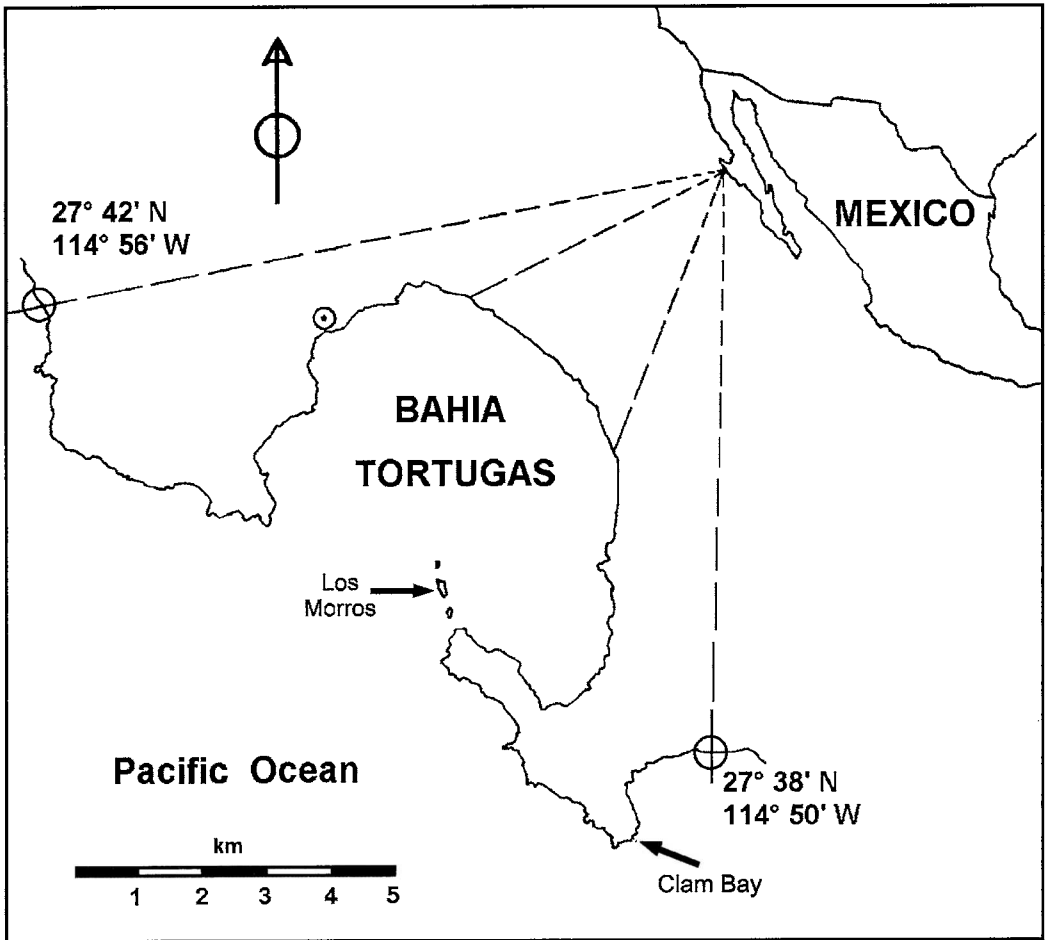 27° 42' N
114° 56' W
MEXICO
BAHIA
TORTUGAS
Los
Morros
Pacific Ocean
27° 38' N
114° 50' W
km
1 2 3 4 5
Clam Bay